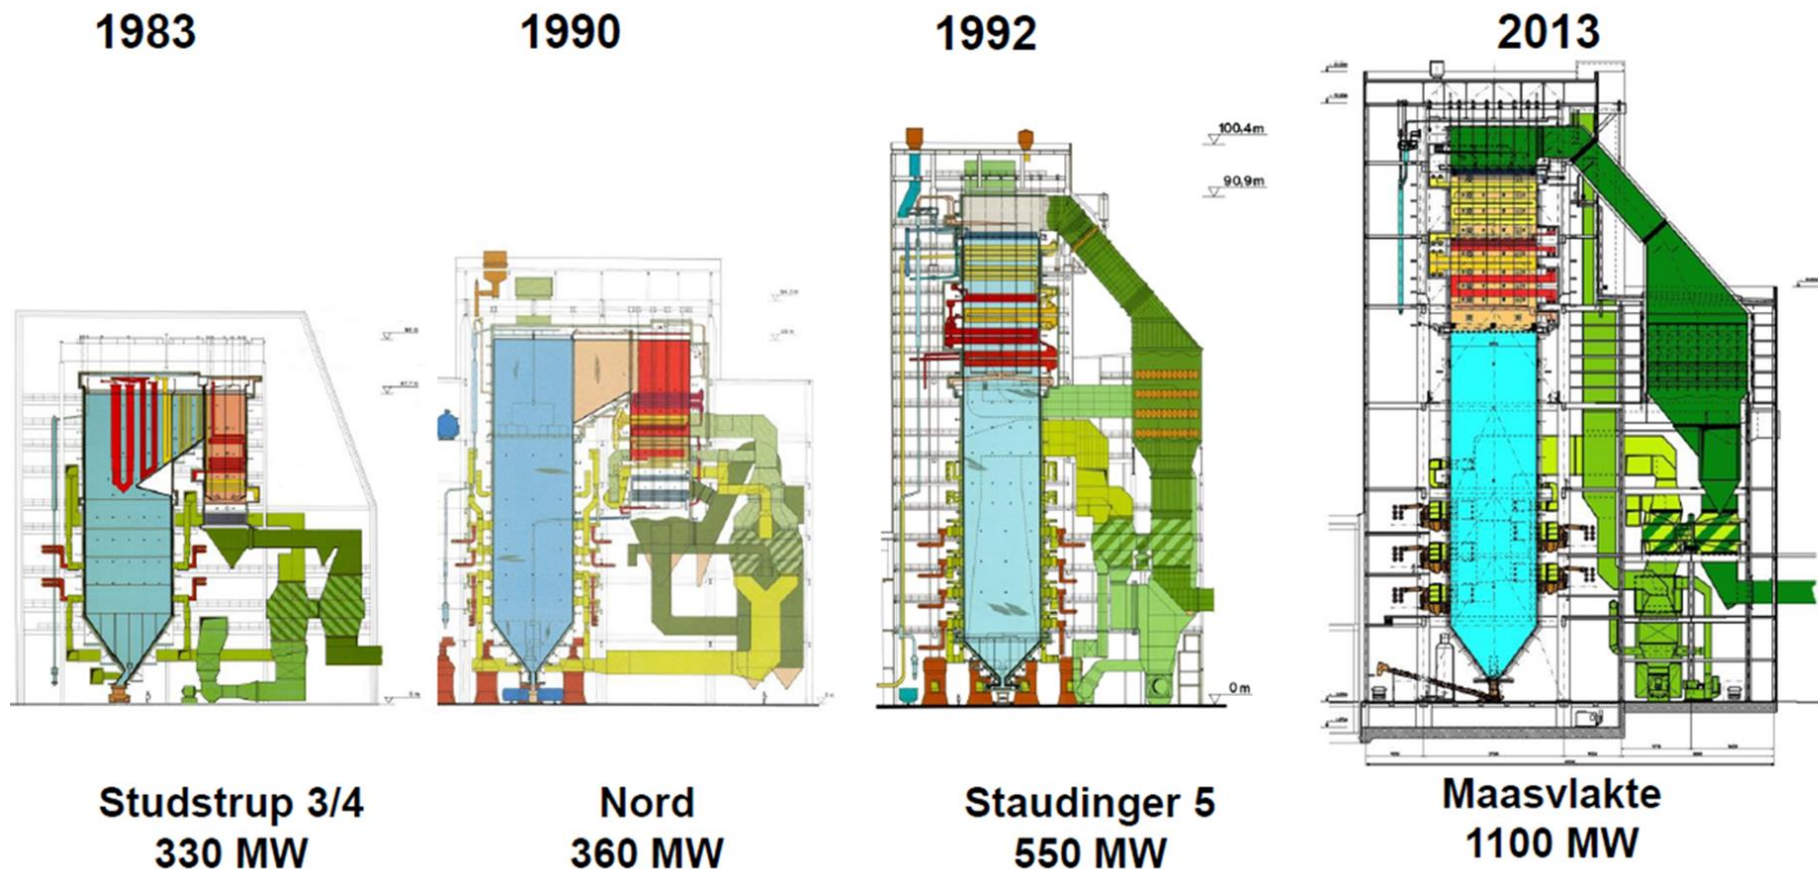 1983
1990
1992
2013
100,4m
90,9m
0m
0 m
Studstrup 3/4
330 MW
Nord
360 MW
Staudinger 5
550 MW
Maasvlakte
1100 MW